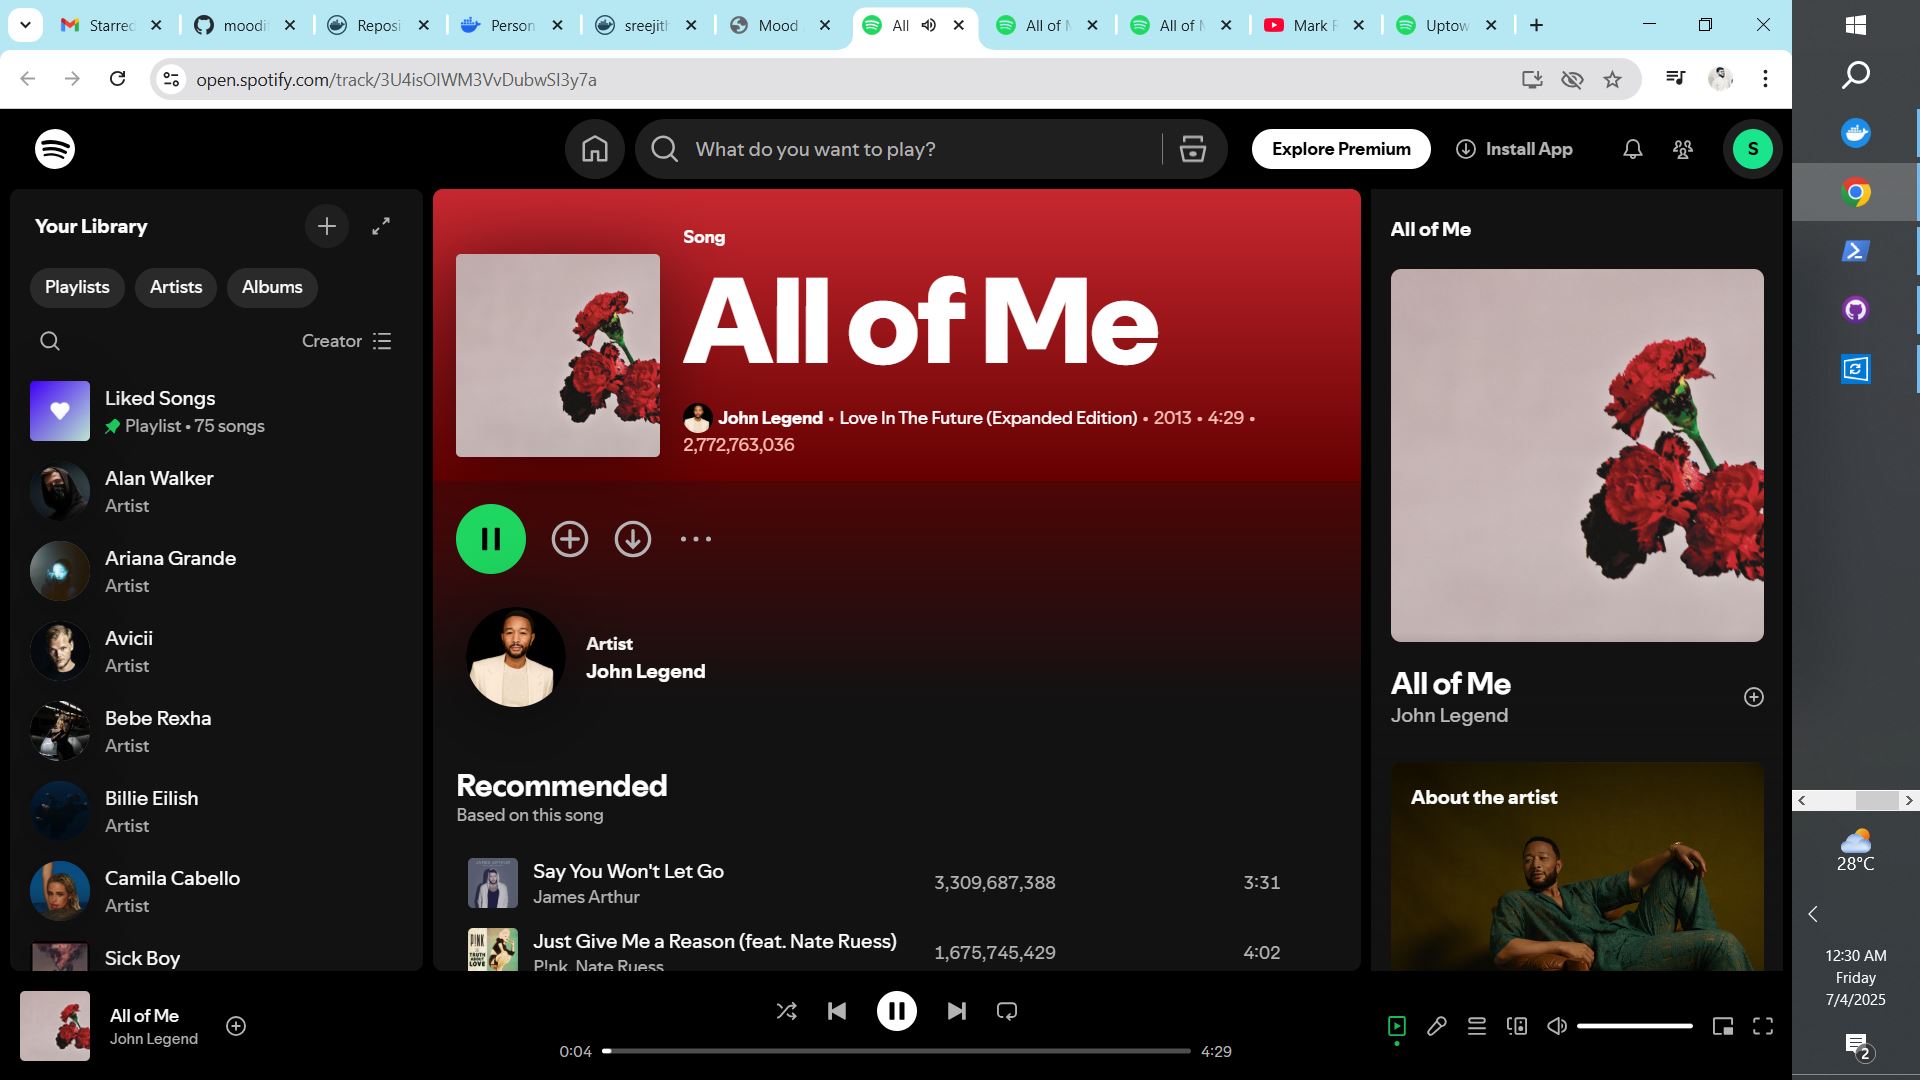 Starred
moodi
Reposi
Person
sreejith
Mood
All
All of M
All of M
Mark R
Uptow
open.spotify.com/track/3U4isOIWM3VvDubwSI3y7a
What do you want to play?
Explore Premium
Install App
S
Your Library
Playlists
Artists
Albums
Creator
Liked Songs
Playlist • 75 songs
Alan Walker
Artist
Ariana Grande
Artist
Avicii
Artist
Bebe Rexha
Artist
Billie Eilish
Artist
Camila Cabello
Artist
Sick Boy
Song
All of Me
John Legend • Love In The Future (Expanded Edition) • 2013 • 4:29 •
2,772,763,036
Artist
John Legend
Recommended
Based on this song
Say You Won't Let Go
James Arthur
3,309,687,388
3:31
Just Give Me a Reason (feat. Nate Ruess)
P!nk, Nate Ruess
1,675,745,429
4:02
All of Me
All of Me
John Legend
About the artist
All of Me
John Legend
0:04
4:29
28°C
12:30 AM
Friday
7/4/2025
2